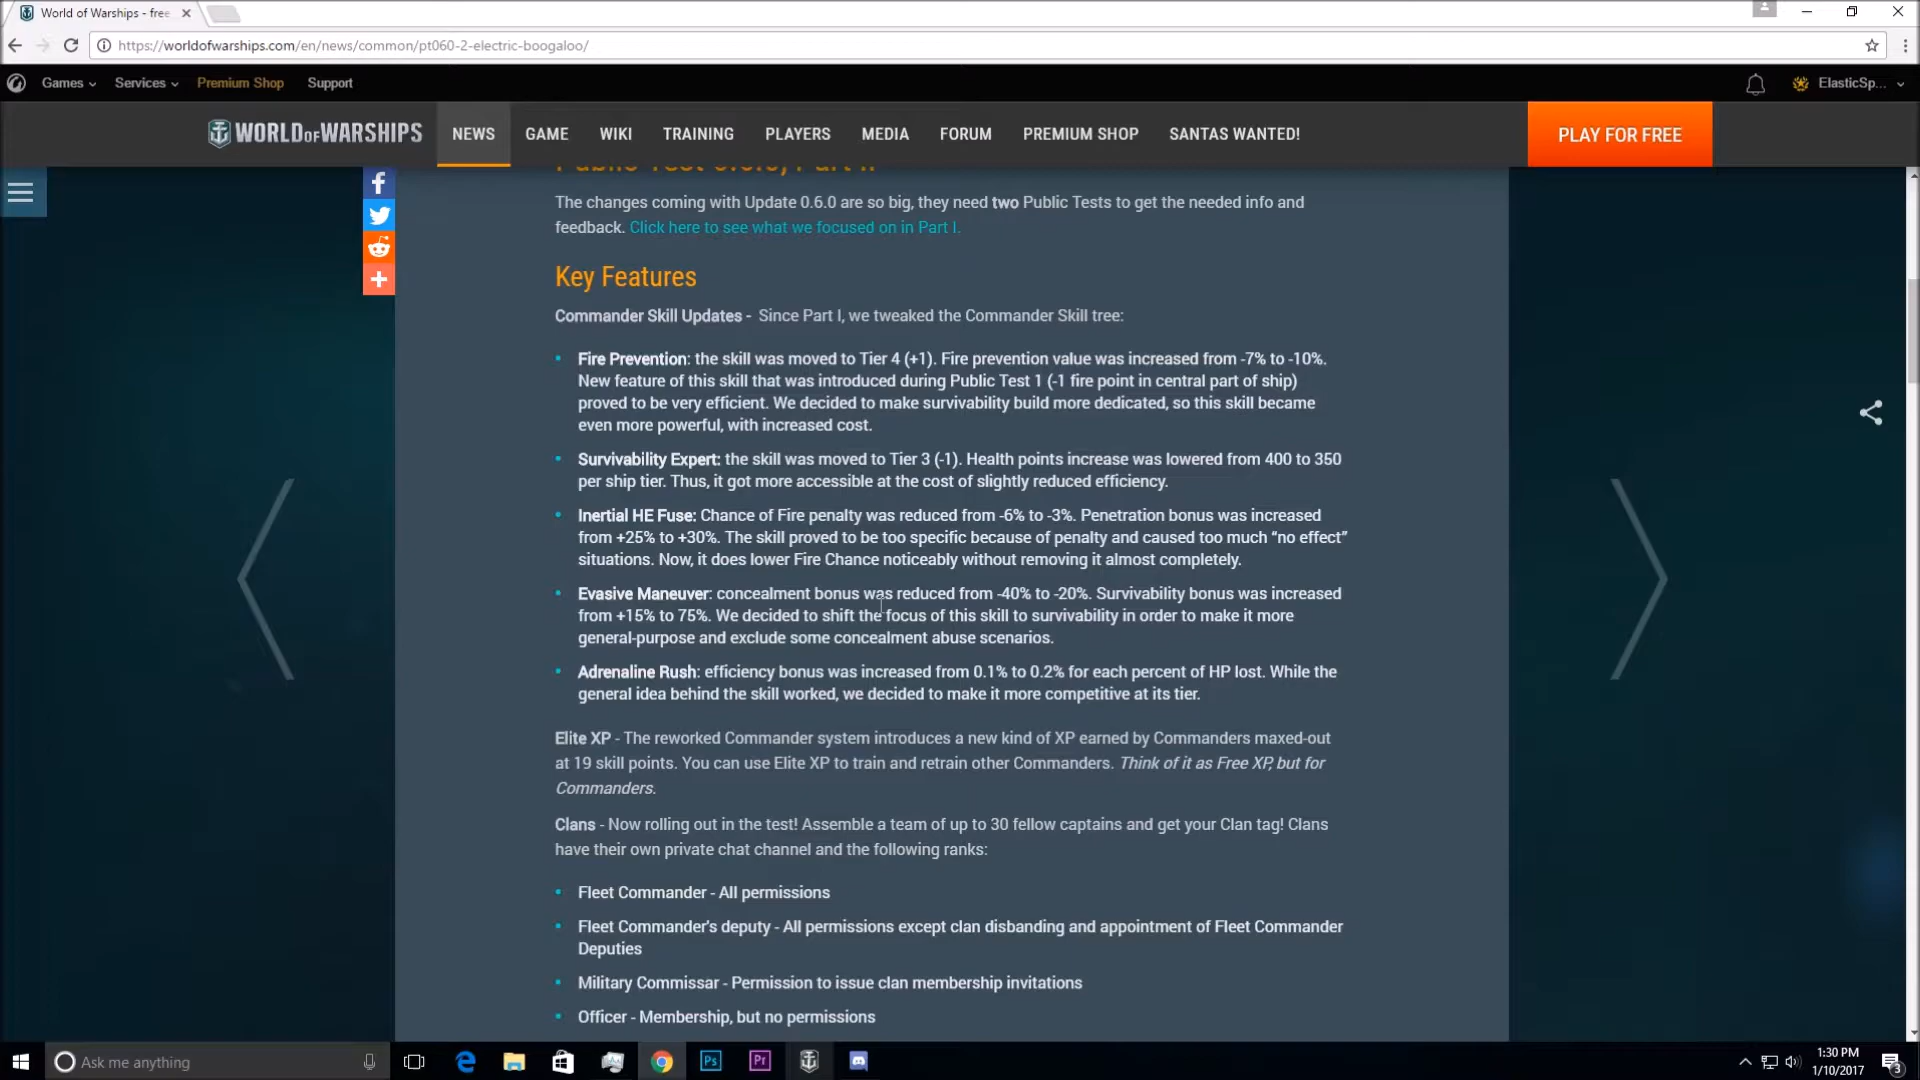 World of Warships - free
https://worldofwarships.com/en/news/common/pt060-2-electric-boogaloo/
Games Services Premium Shop Support ElasticSp...
WORLD OF WARSHIPS NEWS GAME WIKI TRAINING PLAYERS MEDIA FORUM PREMIUM SHOP SANTAS WANTED! PLAY FOR FREE
Public Test 0.6.0, Part II
The changes coming with Update 0.6.0 are so big, they need two Public Tests to get the needed info and
feedback. Click here to see what we focused on in Part I.
Key Features
Commander Skill Updates - Since Part I, we tweaked the Commander Skill tree:
Fire Prevention: the skill was moved to Tier 4 (+1). Fire prevention value was increased from -7% to -10%.
New feature of this skill that was introduced during Public Test 1 (-1 fire point in central part of ship)
proved to be very efficient. We decided to make survivability build more dedicated, so this skill became
even more powerful, with increased cost.
Survivability Expert: the skill was moved to Tier 3 (-1). Health points increase was lowered from 400 to 350
per ship tier. Thus, it got more accessible at the cost of slightly reduced efficiency.
Inertial HE Fuse: Chance of Fire penalty was reduced from -6% to -3%. Penetration bonus was increased
from +25% to +30%. The skill proved to be too specific because of penalty and caused too much “no effect”
situations. Now, it does lower Fire Chance noticeably without removing it almost completely.
Evasive Maneuver: concealment bonus was reduced from -40% to -20%. Survivability bonus was increased
from +15% to 75%. We decided to shift the focus of this skill to survivability in order to make it more
general-purpose and exclude some concealment abuse scenarios.
Adrenaline Rush: efficiency bonus was increased from 0.1% to 0.2% for each percent of HP lost. While the
general idea behind the skill worked, we decided to make it more competitive at its tier.
Elite XP - The reworked Commander system introduces a new kind of XP earned by Commanders maxed-out
at 19 skill points. You can use Elite XP to train and retrain other Commanders. Think of it as Free XP, but for
Commanders.
Clans - Now rolling out in the test! Assemble a team of up to 30 fellow captains and get your Clan tag! Clans
have their own private chat channel and the following ranks:
Fleet Commander - All permissions
Fleet Commander's deputy - All permissions except clan disbanding and appointment of Fleet Commander
Deputies
Military Commissar - Permission to issue clan membership invitations
Officer - Membership, but no permissions
Ask me anything
Ps Pr
1:30 PM
1/10/2017
3